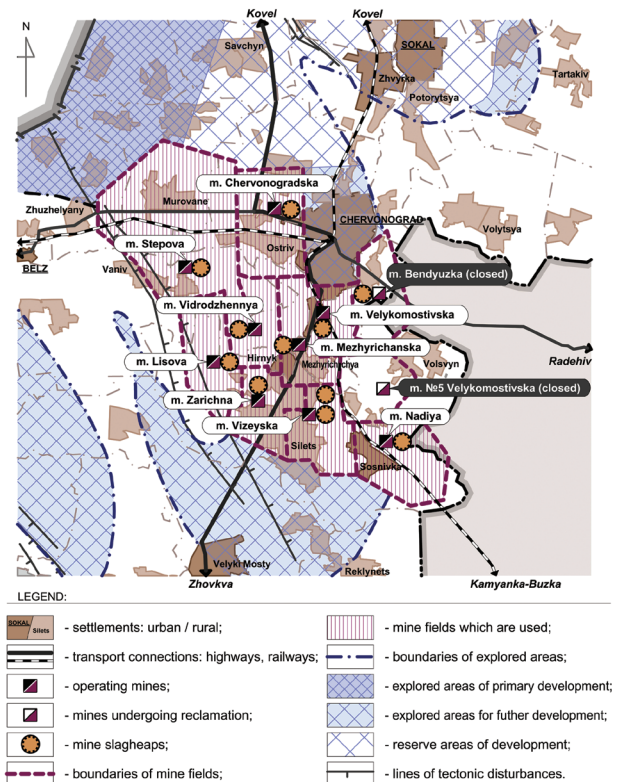 Kovel
Kovel
N
SOKAL
Savchyn
Zhvyrka
Tartakiv
Potorytsya
m. Chervonogradska
Zhuzhelyany
Murovane
CHERVONOGRAD
Volytsya
m. Stepova
Ostriv
BELZ
Vaniv
m. Bendyuzka (closed)
m. Vidrodzhennya
m. Velykomostivska
m. Mezhyrichanska
Radehiv
m. Lisova
Hirnyk
Mezhyrichchya
Volsvyn
m. №5 Velykomostivska (closed)
m. Zarichna
m. Nadiya
m. Vizeyska
Silets
Sosnivka
Velyki Mosty
Reklynets
Zhovkva
Kamyanka-Buzka
LEGEND:
SOKAL
Silets
- settlements: urban / rural;
- mine fields which are used;
- transport connections: highways, railways;
- boundaries of explored areas;
- operating mines;
- explored areas of primary development;
- mines undergoing reclamation;
- explored areas for futher development;
- mine slagheaps;
- reserve areas of development;
- boundaries of mine fields;
- lines of tectonic disturbances.